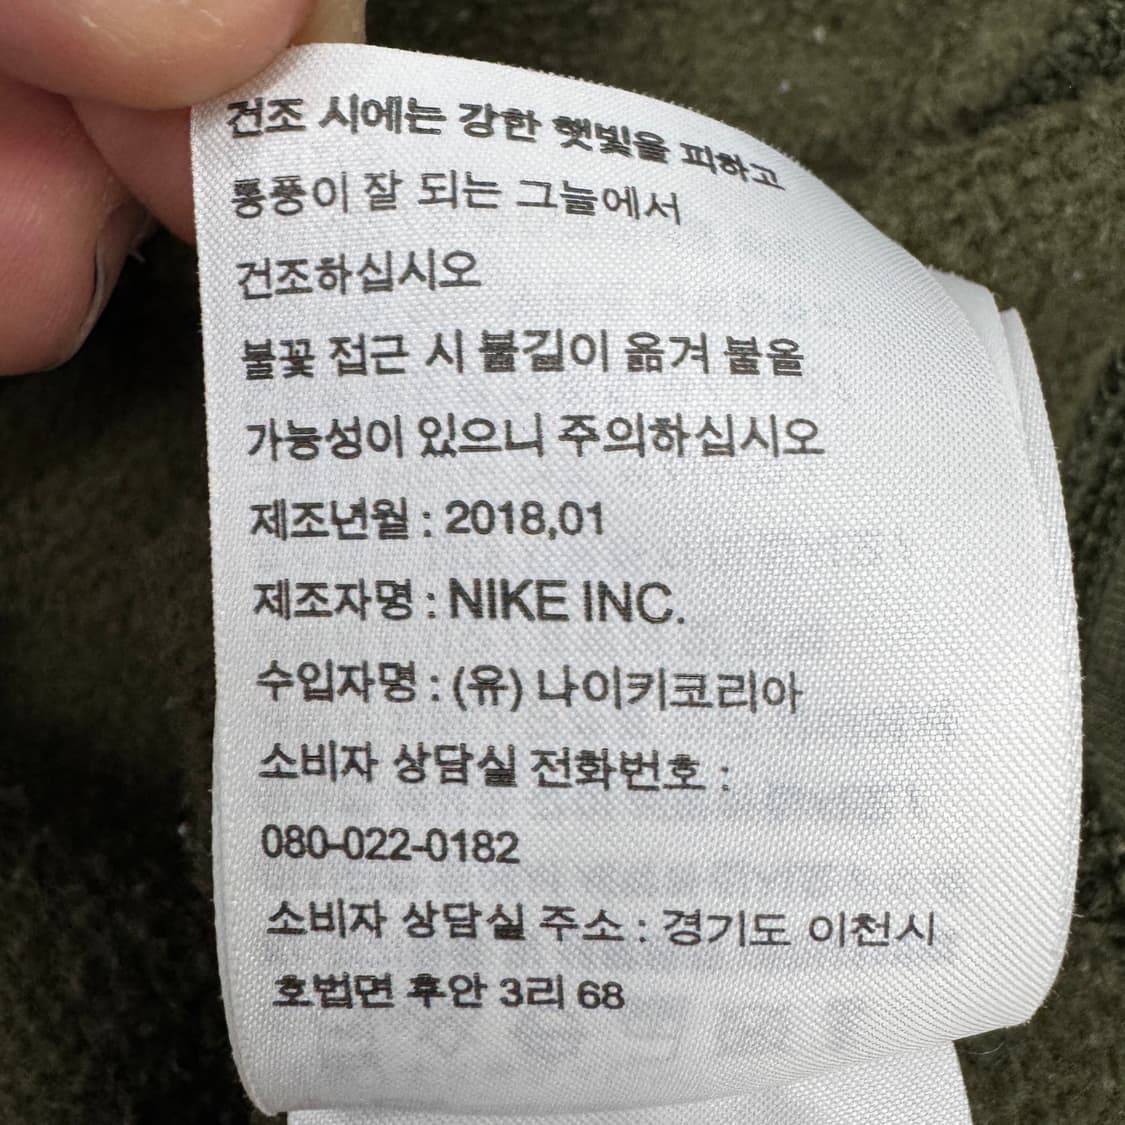 건조 시에는 강한 햇빛을 피하고
통풍이 잘 되는 그늘에서
건조하십시오
불꽃 접근 시 불길이 옮겨 붙을
가능성이 있으니 주의하십시오
제조년월 : 2018,01
제조자명 : NIKE INC.
수입자명 : (유) 나이키코리아
소비자 상담실 전화번호 :
080-022-0182
소비자 상담실 주소 : 경기도 이천시
호법면 후안 3리 68